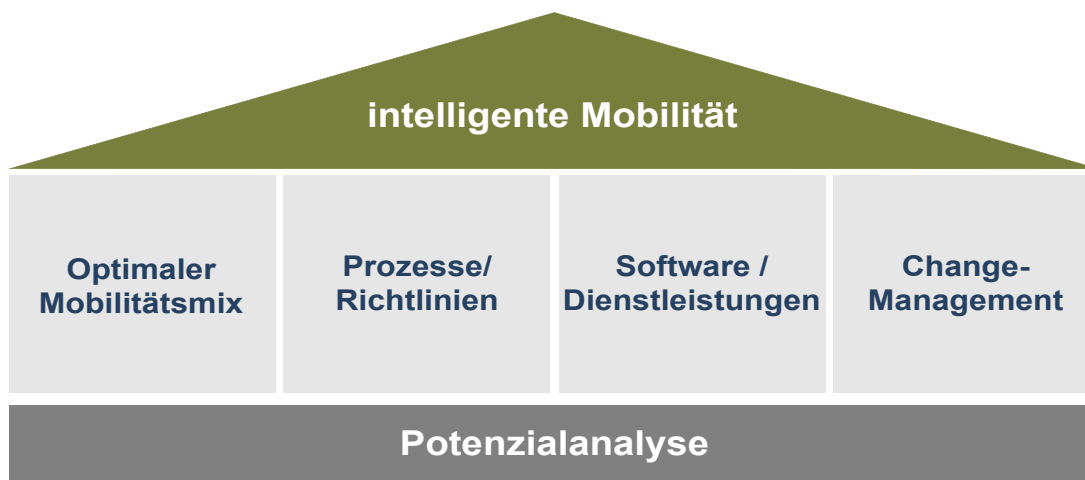 intelligente Mobilität
Optimaler
Mobilitätsmix
Prozesse/
Richtlinien
Software /
Dienstleistungen
Change-
Management
Potenzialanalyse